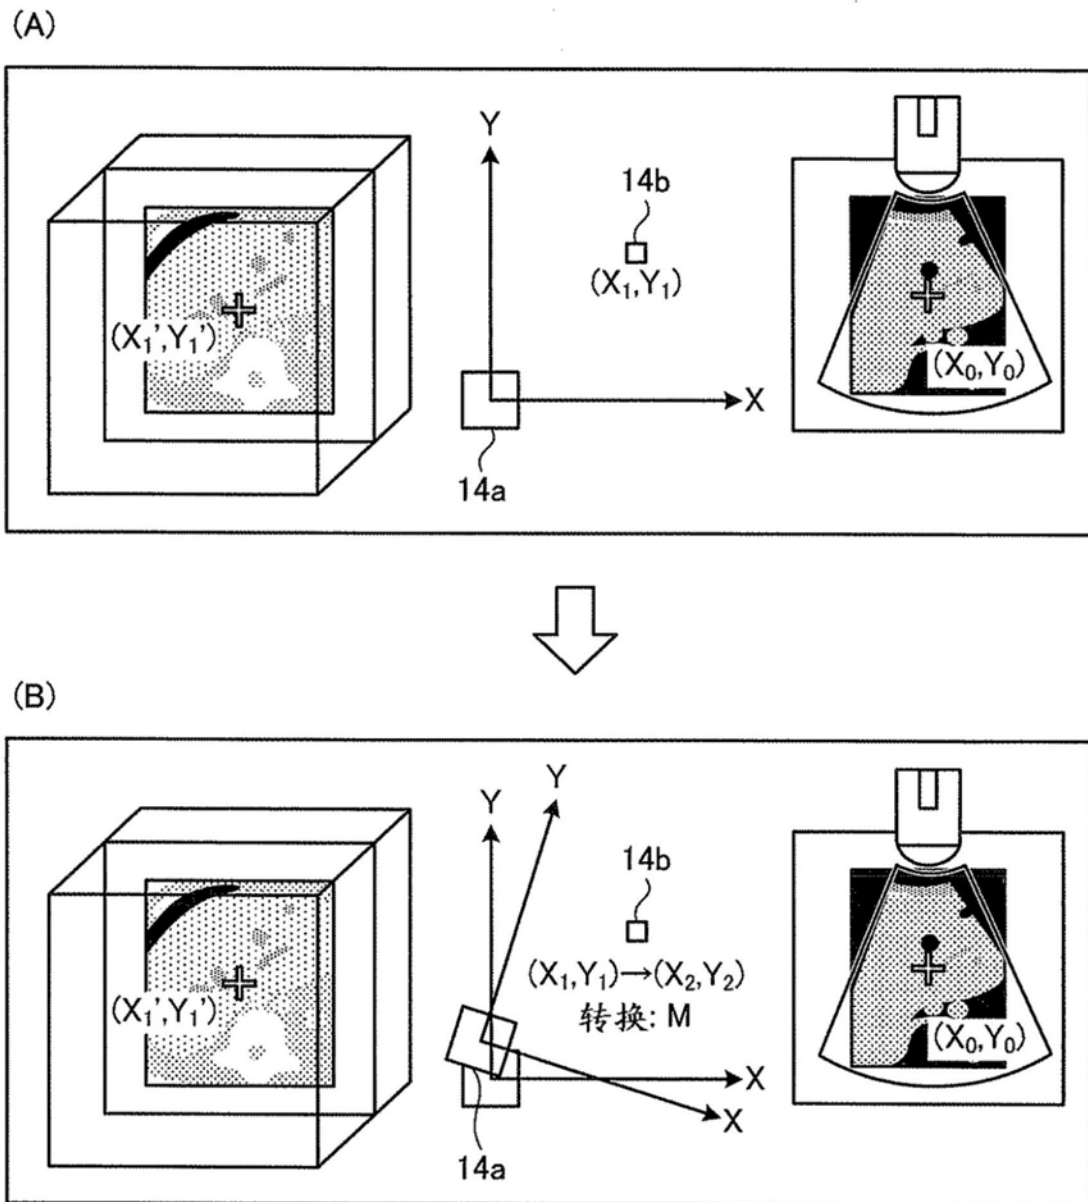 (A)
Y
14b
(X₁,Y₁)
(X₁',Y₁')
(X₀,Y₀)
X
14a
(B)
Y
Y
14b
(X₁,Y₁)→(X₂,Y₂)
转换: M
(X₁',Y₁')
(X₀,Y₀)
X
X
14a